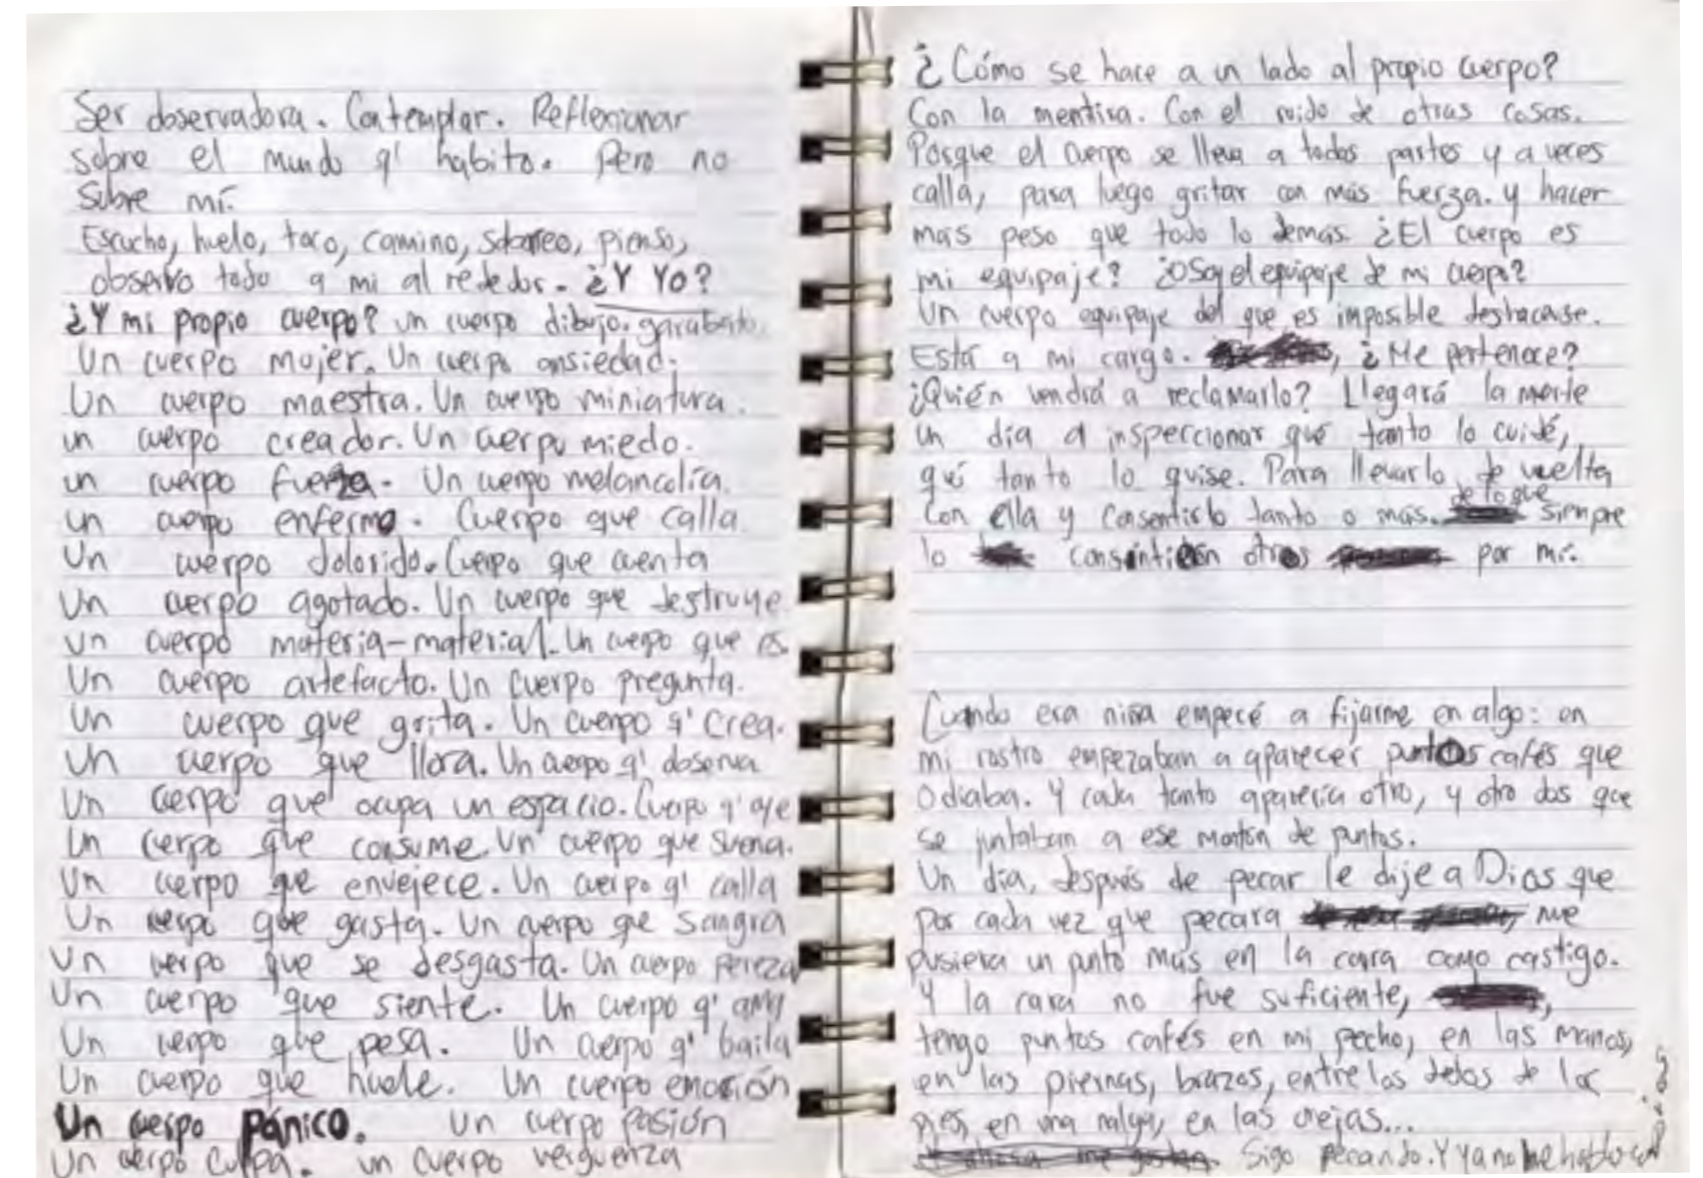 Ser observadora. Contemplar. Reflexionar
sobre el mundo q' habito. Pero no
sobre mí.
Escucho, huelo, toco, camino, saboreo, pienso,
observo todo a mi al rededor. ¿Y YO?
¿Y mi propio cuerpo? un cuerpo dibujo. garabato.
Un cuerpo mujer. Un cuerpo ansiedad.
Un cuerpo maestra. Un cuerpo miniatura.
un cuerpo creador. Un cuerpo miedo.
un cuerpo fuerza. Un cuerpo melancolía.
un cuerpo enfermo. Cuerpo que calla
Un cuerpo dolorido. Cuerpo que cuenta
Un cuerpo agotado. Un cuerpo que destruye
un cuerpo materia-material. Un cuerpo que es.
Un cuerpo artefacto. Un cuerpo pregunta.
Un cuerpo que grita. Un cuerpo q' crea.
Un cuerpo que llora. Un cuerpo q' observa
Un cuerpo que ocupa un espacio. Cuerpo q' oye
Un cuerpo que consume. Un cuerpo que suena.
Un cuerpo que envejece. Un cuerpo q' calla
Un cuerpo que gasta. Un cuerpo que sangra
Un cuerpo que se desgasta. Un cuerpo pereza
Un cuerpo que siente. Un cuerpo q' ama
Un cuerpo que pesa. Un cuerpo q' baila
Un cuerpo que huele. Un cuerpo emoción
Un cuerpo pánico. Un cuerpo pasión
Un cuerpo culpa. un cuerpo verguenza
¿Cómo se hace a un lado al propio cuerpo?
Con la mentira. Con el ruido de otras cosas.
Porque el cuerpo se lleva a todos partes y a veces
calla, para luego gritar con más fuerza. y hacer
más peso que todo lo demás. ¿El cuerpo es
mi equipaje? ¿O Soy el equipaje de mi cuerpo?
Un cuerpo equipaje del que es imposible deshacerse.
Está a mi cargo. ¿Me pertenece?
¿Quién vendrá a reclamarlo? Llegará la muerte
un día a inspeccionar qué tanto lo cuidé,
qué tanto lo quise. Para llevarlo de vuelta
con ella y consentirlo tanto o más. de lo que siempre
lo consintieron otros por mí.
Cuando era niña empecé a fijarme en algo: en
mi rostro empezaban a aparecer puntos cafés que
odiaba. Y cada tanto aparecía otro, y otro dos que
se juntaban a ese montón de puntos.
Un día, después de pecar le dije a Dios que
por cada vez que pecara me
pusiera un punto más en la cara como castigo.
Y la cara no fue suficiente,
tengo puntos cafés en mi pecho, en las manos,
en las piernas, brazos, entre los dedos de los
pies, en una nalga, en las orejas...
Sigo pecando. Y ya no me hablo con